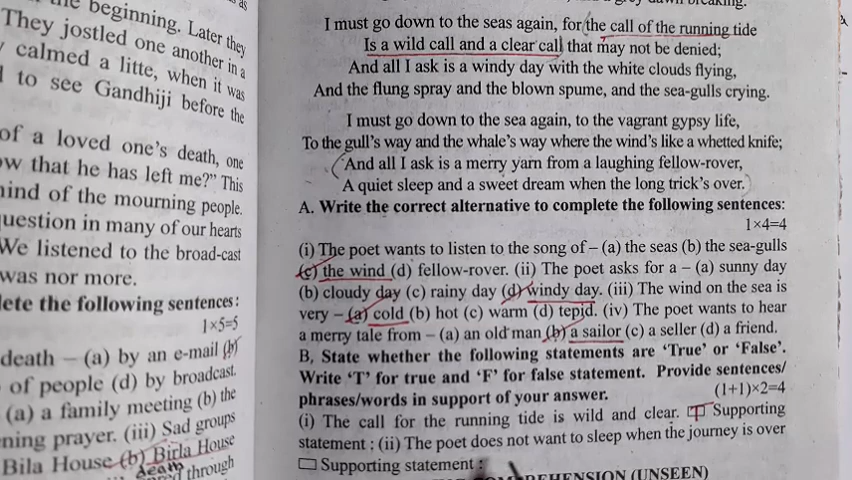 the beginning. Later they
They jostled one another in a
calmed a litte, when it was
to see Gandhiji before the
of a loved one's death, one
ow that he has left me?" This
mind of the mourning people.
question in many of our hearts
We listened to the broad-cast
was nor more.
lete the following sentences:
1×5=5
death – (a) by an e-mail (b)
of people (d) by broadcast.
(a) a family meeting (b) the
ning prayer. (iii) Sad groups
Bila House (b) Birla House
death
through
I must go down to the seas again, for the call of the running tide
Is a wild call and a clear call that may not be denied;
And all I ask is a windy day with the white clouds flying,
And the flung spray and the blown spume, and the sea-gulls crying.
I must go down to the sea again, to the vagrant gypsy life,
To the gull's way and the whale's way where the wind's like a whetted knife;
And all I ask is a merry yarn from a laughing fellow-rover,
A quiet sleep and a sweet dream when the long trick's over.
A. Write the correct alternative to complete the following sentences:
1×4=4
(i) The poet wants to listen to the song of – (a) the seas (b) the sea-gulls
(c) the wind (d) fellow-rover. (ii) The poet asks for a – (a) sunny day
(b) cloudy day (c) rainy day (d) windy day. (iii) The wind on the sea is
very – (a) cold (b) hot (c) warm (d) tepid. (iv) The poet wants to hear
a merry tale from – (a) an old man (b) a sailor (c) a seller (d) a friend.
B, State whether the following statements are 'True' or 'False'.
Write 'T' for true and 'F' for false statement. Provide sentences/
phrases/words in support of your answer. (1+1)×2=4
(i) The call for the running tide is wild and clear. T Supporting
statement : (ii) The poet does not want to sleep when the journey is over
Supporting statement :
(UNSEEN)